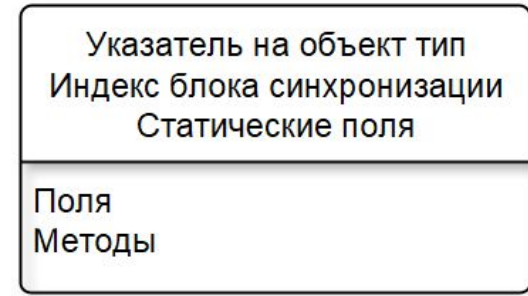 Указатель на объект тип
Индекс блока синхронизации
Статические поля
Поля
Методы